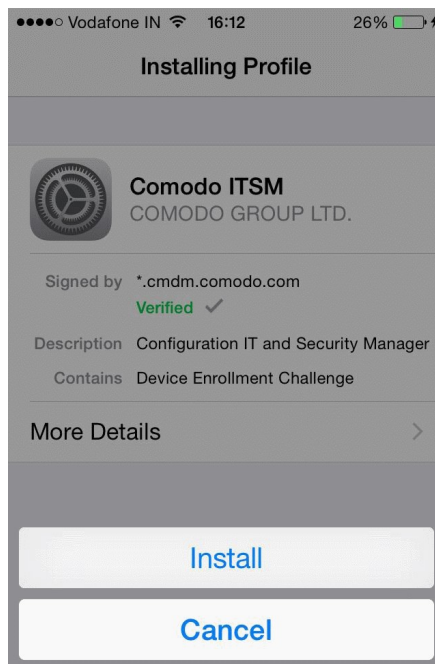 Vodafone IN 16:12 26%
Installing Profile
Comodo ITSM
COMODO GROUP LTD.
Signed by *.cmdm.comodo.com
Verified
Description Configuration IT and Security Manager
Contains Device Enrollment Challenge
More Details
Install
Cancel